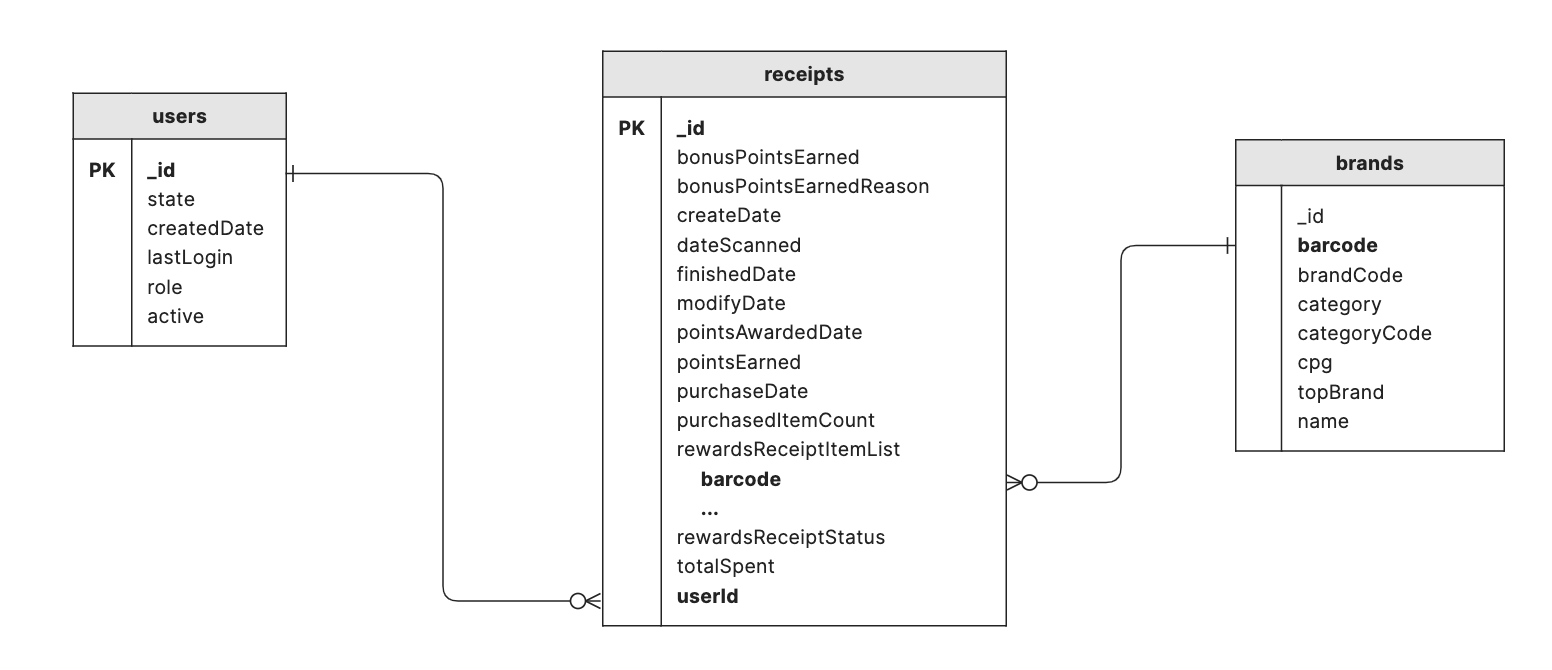 users
PK
_id
state
createdDate
lastLogin
role
active
receipts
PK
_id
bonusPointsEarned
bonusPointsEarnedReason
createDate
dateScanned
finishedDate
modifyDate
pointsAwardedDate
pointsEarned
purchaseDate
purchasedItemCount
rewardsReceiptItemList
barcode
...
rewardsReceiptStatus
totalSpent
userId
brands
_id
barcode
brandCode
category
categoryCode
cpg
topBrand
name